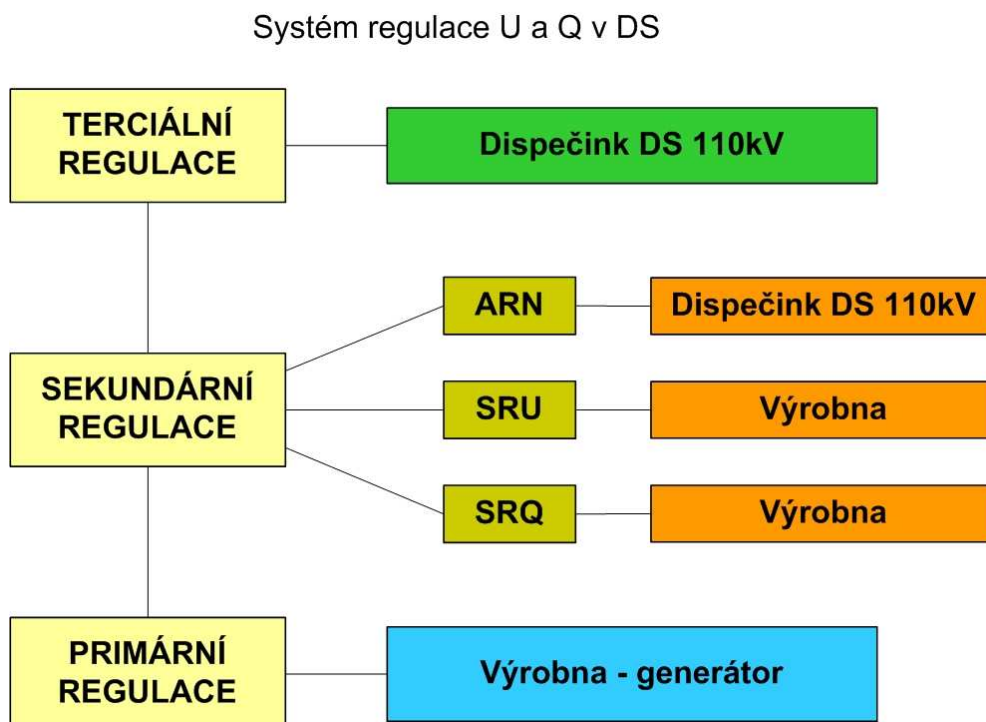 Systém regulace U a Q v DS
TERCIÁLNÍ
REGULACE
Dispečink DS 110kV
ARN
Dispečink DS 110kV
SEKUNDÁRNÍ
REGULACE
SRU
Výrobna
SRQ
Výrobna
PRIMÁRNÍ
REGULACE
Výrobna - generátor